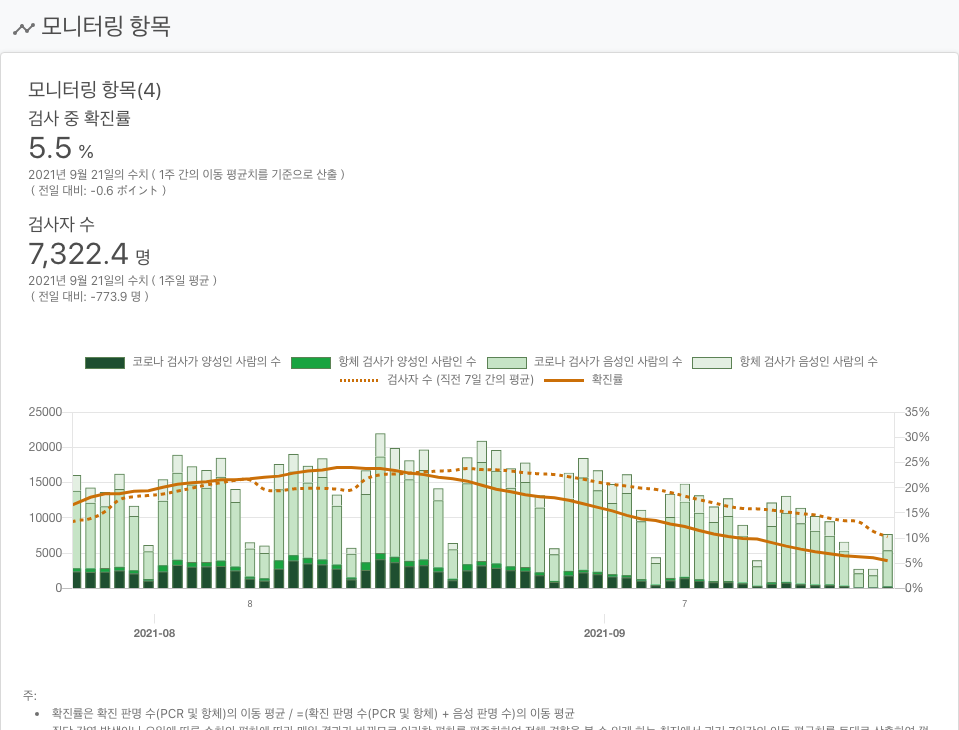 모니터링 항목
모니터링 항목(4)
검사 중 확진률
5.5 %
2021년 9월 21일의 수치 ( 1주 간의 이동 평균치를 기준으로 산출 )
( 전일 대비: -0.6 ポイント )
검사자 수
7,322.4 명
2021년 9월 21일의 수치 ( 1주일 평균 )
( 전일 대비: -773.9 명 )
코로나 검사가 양성인 사람의 수 항체 검사가 양성인 사람인 수 코로나 검사가 음성인 사람의 수 항체 검사가 음성인 사람의 수
검사자 수 (직전 7일 간의 평균) 확진률
25000 35%
30%
20000
25%
15000 20%
15%
10000
10%
5000
5%
0 0%
8 7
2021-08 2021-09
주:
• 확진률은 확진 판명 수(PCR 및 항체)의 이동 평균 / =(확진 판명 수(PCR 및 항체) + 음성 판명 수)의 이동 평균